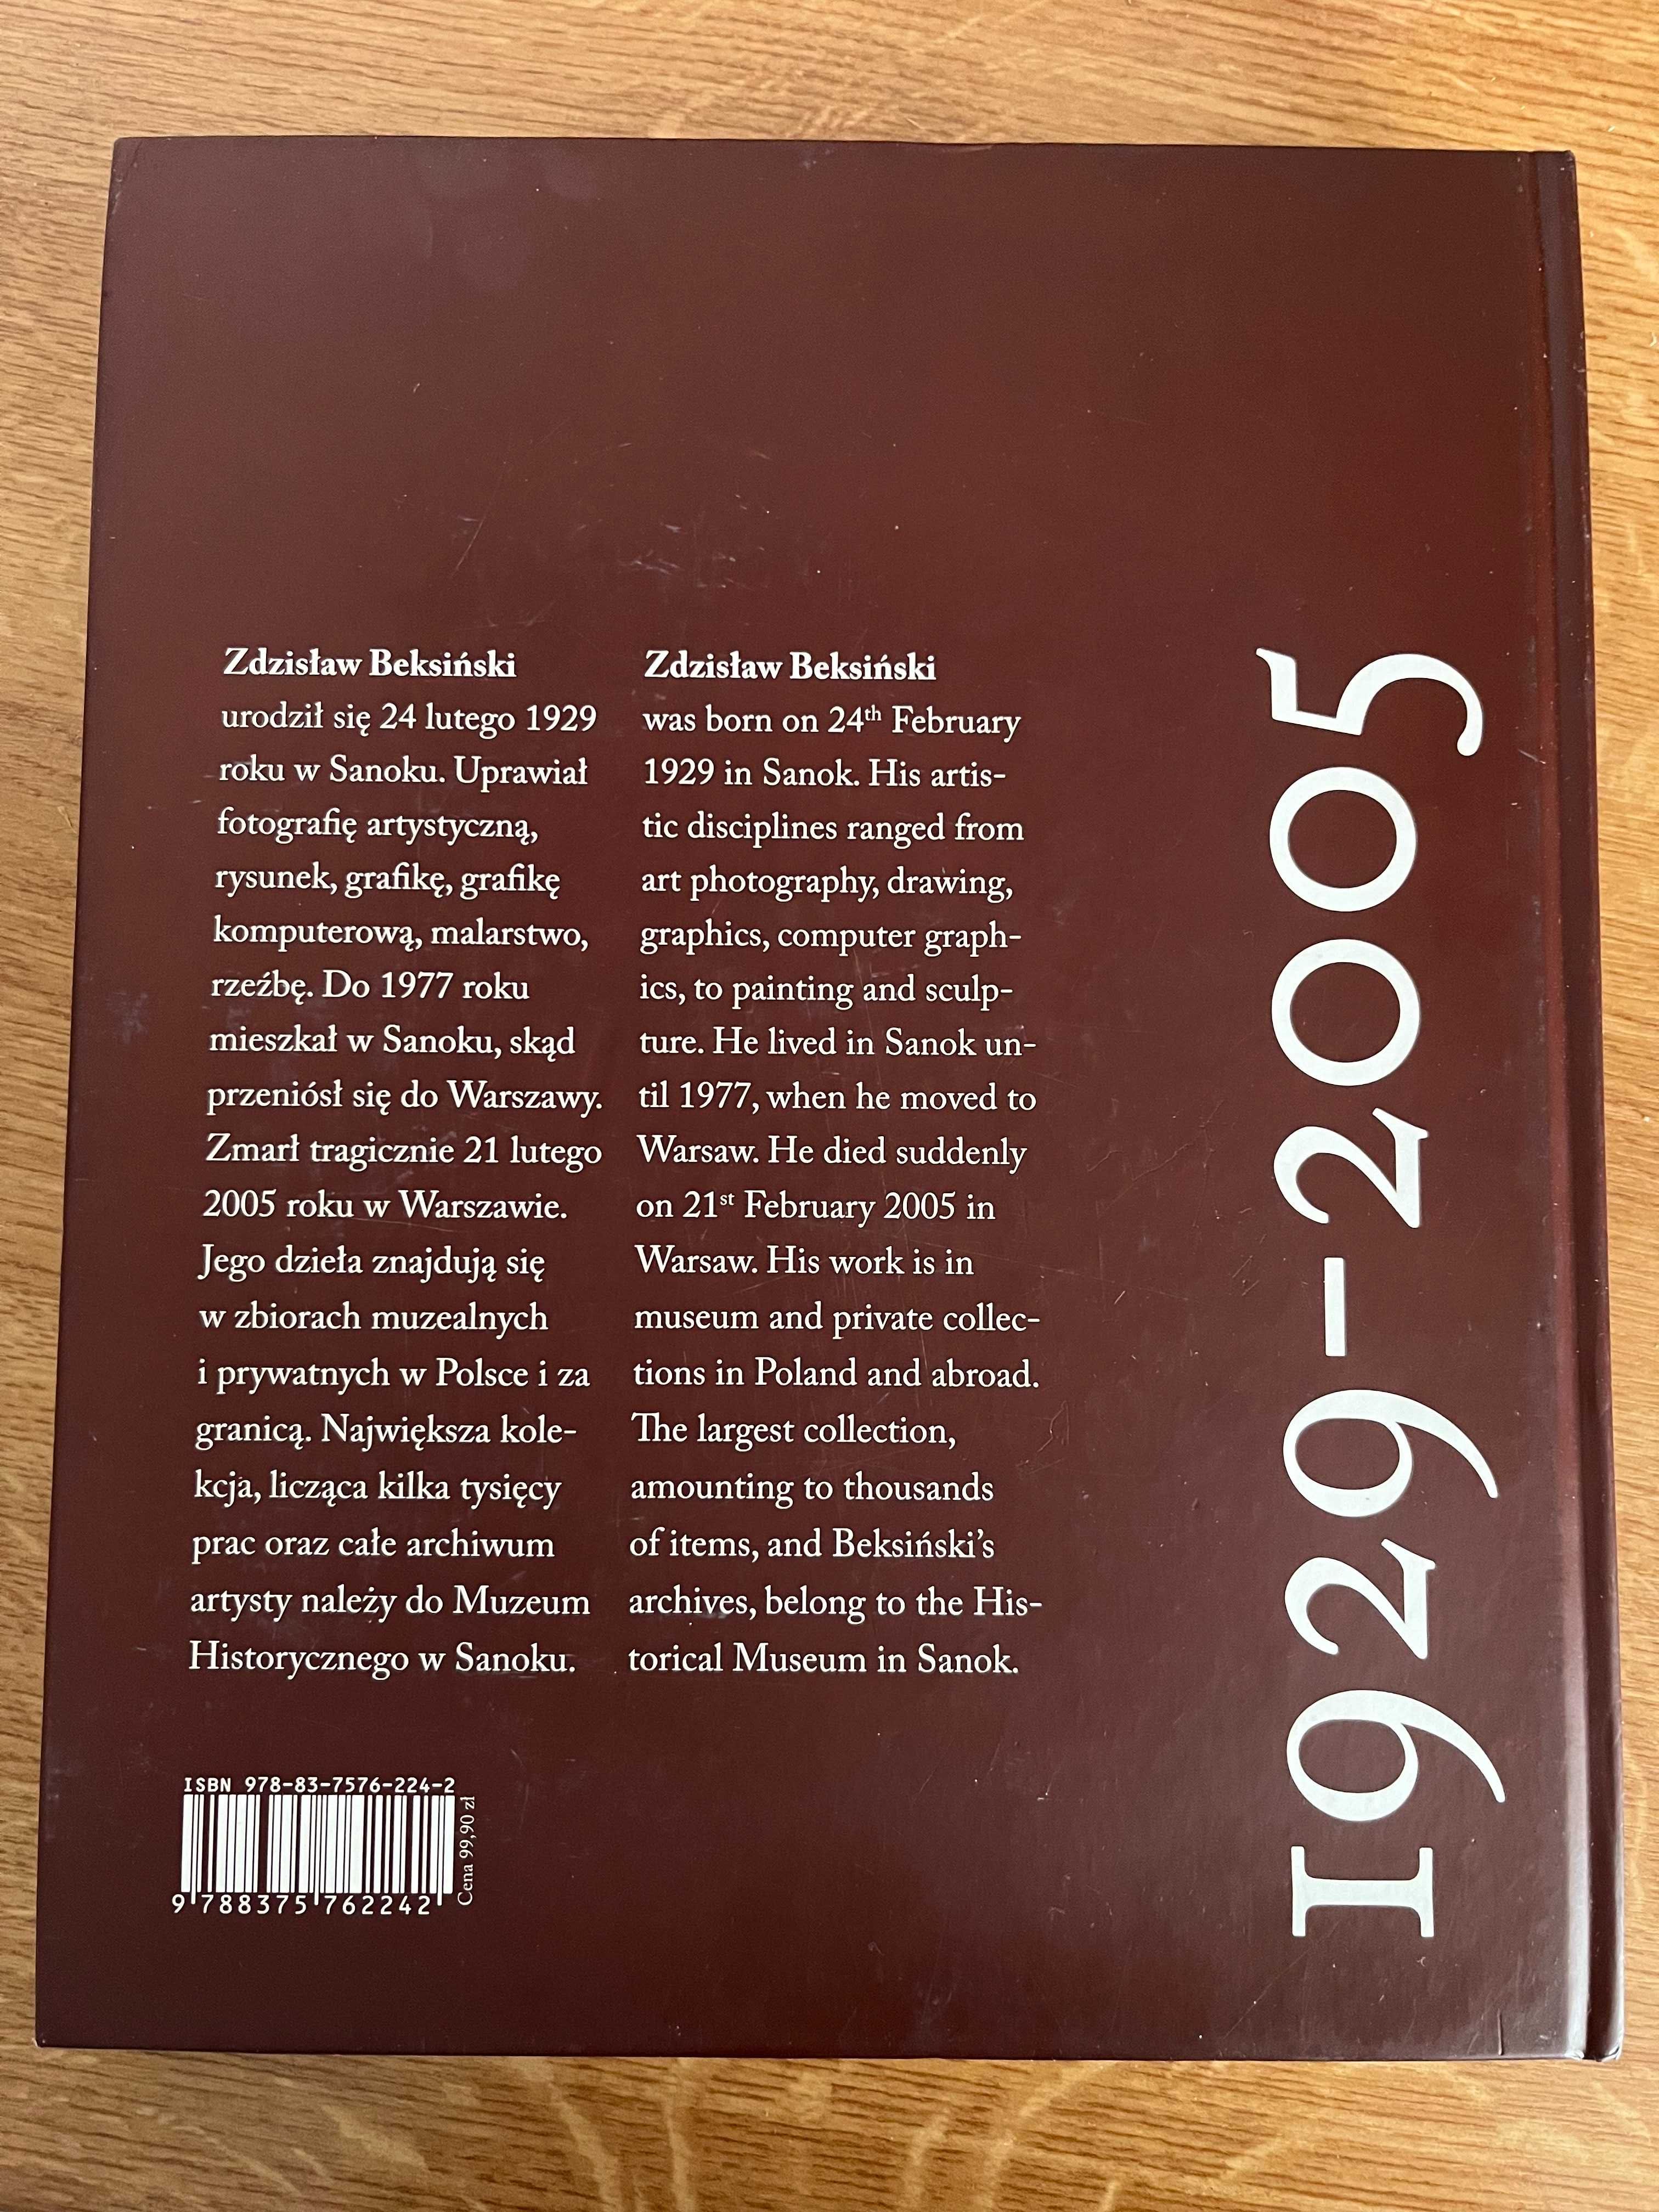 Zdzisław Beksiński
urodził się 24 lutego 1929
roku w Sanoku. Uprawiał
fotografię artystyczną,
rysunek, grafikę, grafikę
komputerową, malarstwo,
rzeźbę. Do 1977 roku
mieszkał w Sanoku, skąd
przeniósł się do Warszawy.
Zmarł tragicznie 21 lutego
2005 roku w Warszawie.
Jego dzieła znajdują się
w zbiorach muzealnych
i prywatnych w Polsce i za
granicą. Największa kole-
kcja, licząca kilka tysięcy
prac oraz całe archiwum
artysty należy do Muzeum
Historycznego w Sanoku.
Zdzisław Beksiński
was born on 24th February
1929 in Sanok. His artis-
tic disciplines ranged from
art photography, drawing,
graphics, computer graph-
ics, to painting and sculp-
ture. He lived in Sanok un-
til 1977, when he moved to
Warsaw. He died suddenly
on 21st February 2005 in
Warsaw. His work is in
museum and private collec-
tions in Poland and abroad.
The largest collection,
amounting to thousands
of items, and Beksiński's
archives, belong to the His-
torical Museum in Sanok.
1929-2005
ISBN 978-83-7576-224-2
9 788375 762242
Cena 99,90 zł